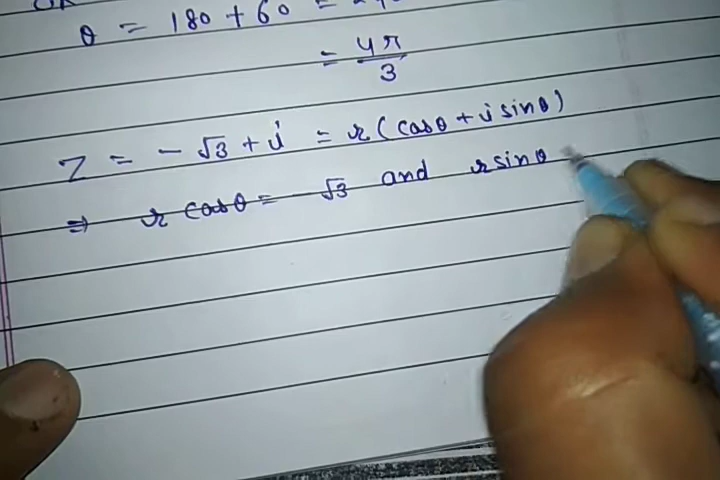 θ = 180 + 60 =
= 4π/3
Z = - √3 + i = r (cosθ + i sinθ)
⇒ r cosθ = - √3 and r sinθ